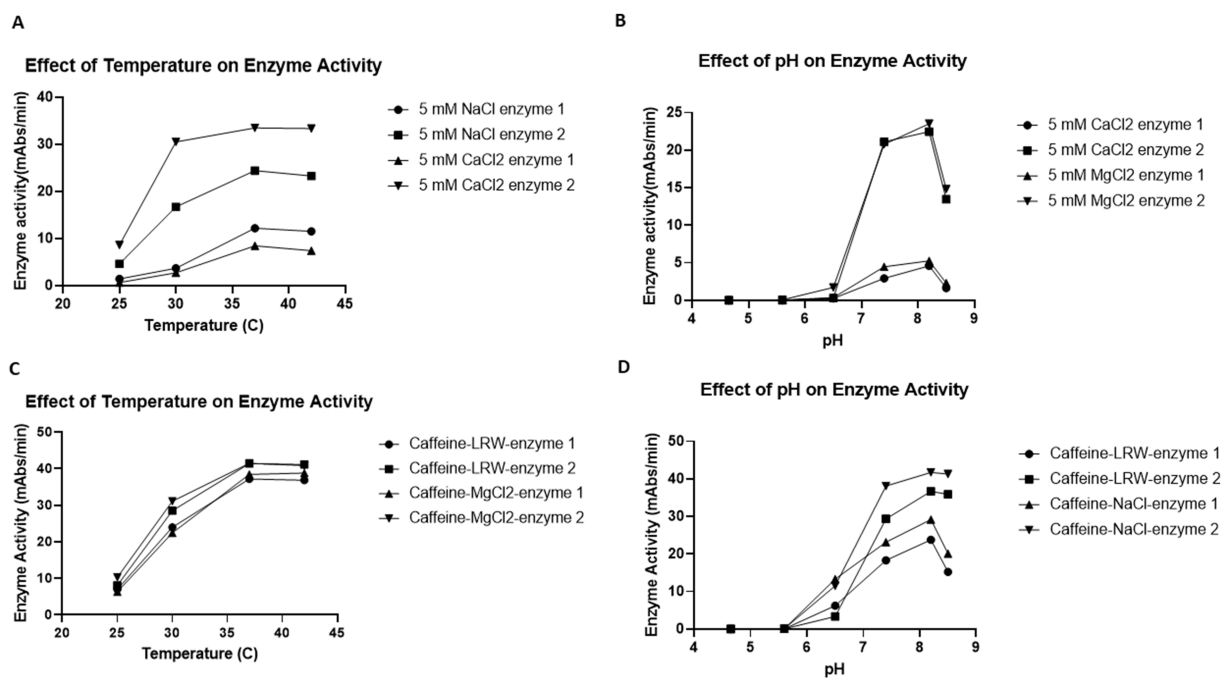 A
Effect of Temperature on Enzyme Activity
Enzyme activity(mAbs/min)
40
30
20
10
0
20 25 30 35 40 45
Temperature (C)
5 mM NaCl enzyme 1
5 mM NaCl enzyme 2
5 mM CaCl2 enzyme 1
5 mM CaCl2 enzyme 2
B
Effect of pH on Enzyme Activity
Enzyme activity(mAbs/min)
25
20
15
10
5
0
4 5 6 7 8 9
pH
5 mM CaCl2 enzyme 1
5 mM CaCl2 enzyme 2
5 mM MgCl2 enzyme 1
5 mM MgCl2 enzyme 2
C
Effect of Temperature on Enzyme Activity
Enzyme Activity (mAbs/min)
50
40
30
20
10
0
20 25 30 35 40 45
Temperature (C)
Caffeine-LRW-enzyme 1
Caffeine-LRW-enzyme 2
Caffeine-MgCl2-enzyme 1
Caffeine-MgCl2-enzyme 2
D
Effect of pH on Enzyme Activity
Enzyme Activity (mAbs/min)
50
40
30
20
10
0
4 5 6 7 8 9
pH
Caffeine-LRW-enzyme 1
Caffeine-LRW-enzyme 2
Caffeine-NaCl-enzyme 1
Caffeine-NaCl-enzyme 2